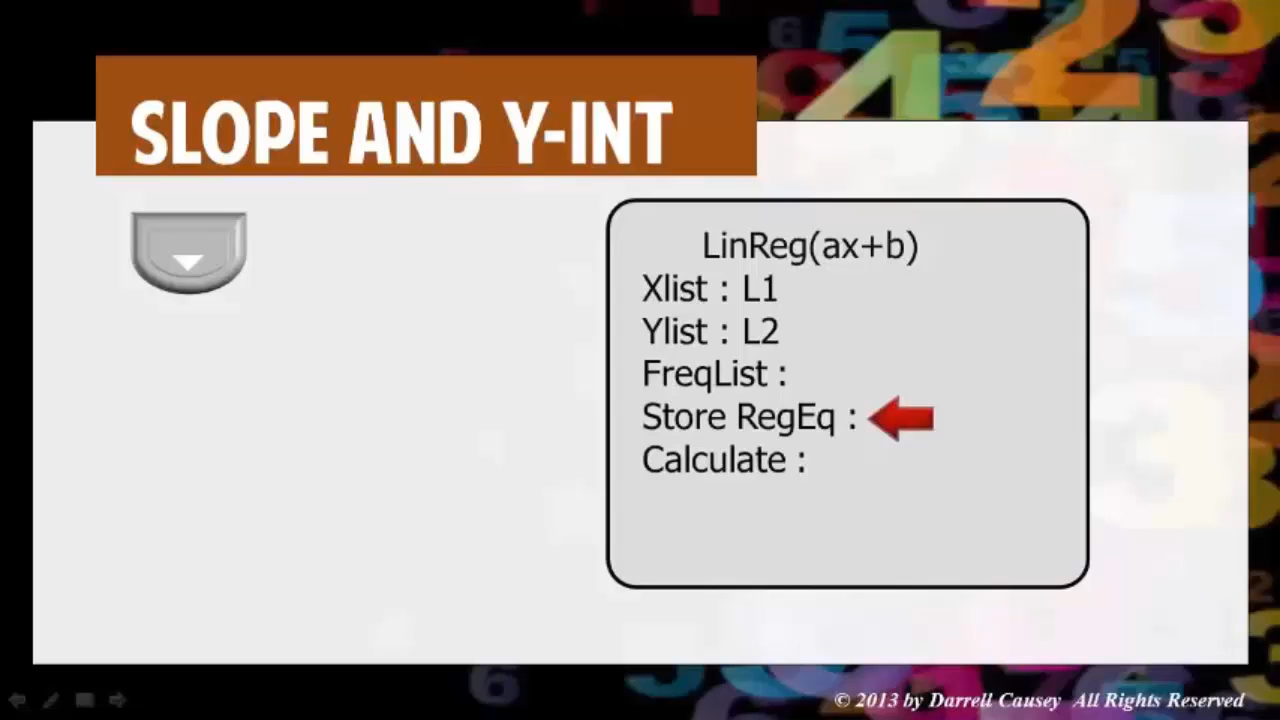 SLOPE AND Y-INT
LinReg(ax+b)
Xlist : L1
Ylist : L2
FreqList :
Store RegEq :
Calculate :
© 2013 by Darrell Causey  All Rights Reserved